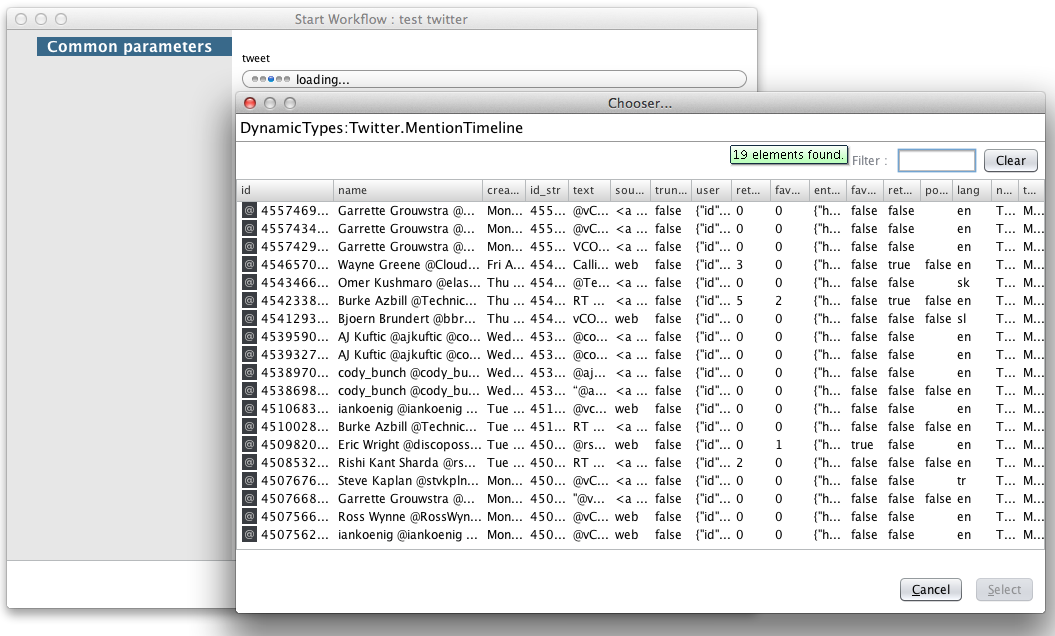 Start Workflow : test twitter
Common parameters
tweet
loading...
Chooser...
DynamicTypes:Twitter.MentionTimeline
19 elements found. Filter : Clear
id name crea... id_str text sou... trun... user ret... fav... ent... fav... ret... po... lang n... t...
@ 4557469... Garrette Grouwstra @... Mon... 455... @vC... <a ... false {"id"... 0 0 {"h... false false en T... M...
@ 4557434... Garrette Grouwstra @... Mon... 455... @vC... <a ... false {"id"... 0 0 {"h... false false en T... M...
@ 4557429... Garrette Grouwstra @... Mon... 455... VCO... <a ... false {"id"... 0 0 {"h... false false en T... M...
@ 4546570... Wayne Greene @Cloud... Fri A... 454... Calli... web false {"id"... 3 0 {"h... false true false en T... M...
@ 4543466... Omer Kushmaro @elas... Thu ... 454... @Te... <a ... false {"id"... 0 0 {"h... false false sk T... M...
@ 4542338... Burke Azbill @Technic... Thu ... 454... RT ... <a ... false {"id"... 5 2 {"h... false true false en T... M...
@ 4541293... Bjoern Brundert @bbr... Thu ... 454... vCO... web false {"id"... 0 0 {"h... false false false sl T... M...
@ 4539590... AJ Kuftic @ajkuftic @co... Wed... 453... @co... <a ... false {"id"... 0 0 {"h... false false en T... M...
@ 4539327... AJ Kuftic @ajkuftic @co... Wed... 453... @co... <a ... false {"id"... 0 0 {"h... false false en T... M...
@ 4538970... cody_bunch @cody_bu... Wed... 453... @aj... <a ... false {"id"... 0 0 {"h... false false en T... M...
@ 4538698... cody_bunch @cody_bu... Wed... 453... "@a... <a ... false {"id"... 0 0 {"h... false false false en T... M...
@ 4510683... iankoenig @iankoenig ... Tue ... 451... @vc... web false {"id"... 0 0 {"h... false false en T... M...
@ 4510028... Burke Azbill @Technic... Tue ... 451... RT ... <a ... false {"id"... 0 0 {"h... false false false en T... M...
@ 4509820... Eric Wright @discoposs... Tue ... 450... @rs... web false {"id"... 0 1 {"h... true false en T... M...
@ 4508532... Rishi Kant Sharda @rs... Tue ... 450... RT ... <a ... false {"id"... 2 0 {"h... false false false en T... M...
@ 4507676... Steve Kaplan @stvkpln... Mon... 450... @vC... <a ... false {"id"... 0 0 {"h... false false tr T... M...
@ 4507668... Garrette Grouwstra @... Mon... 450... "@v... <a ... false {"id"... 0 0 {"h... false false false en T... M...
@ 4507566... Ross Wynne @RossWyn... Mon... 450... @vC... web false {"id"... 0 0 {"h... false false en T... M...
@ 4507562... iankoenig @iankoenig ... Mon... 450... @vC... web false {"id"... 0 0 {"h... false false en T... M...
Cancel Select